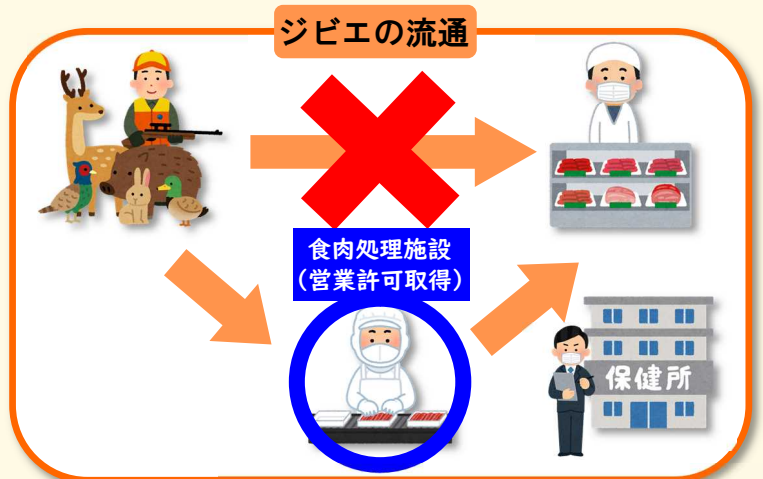 ジビエの流通
食肉処理施設
（営業許可取得）
保健所